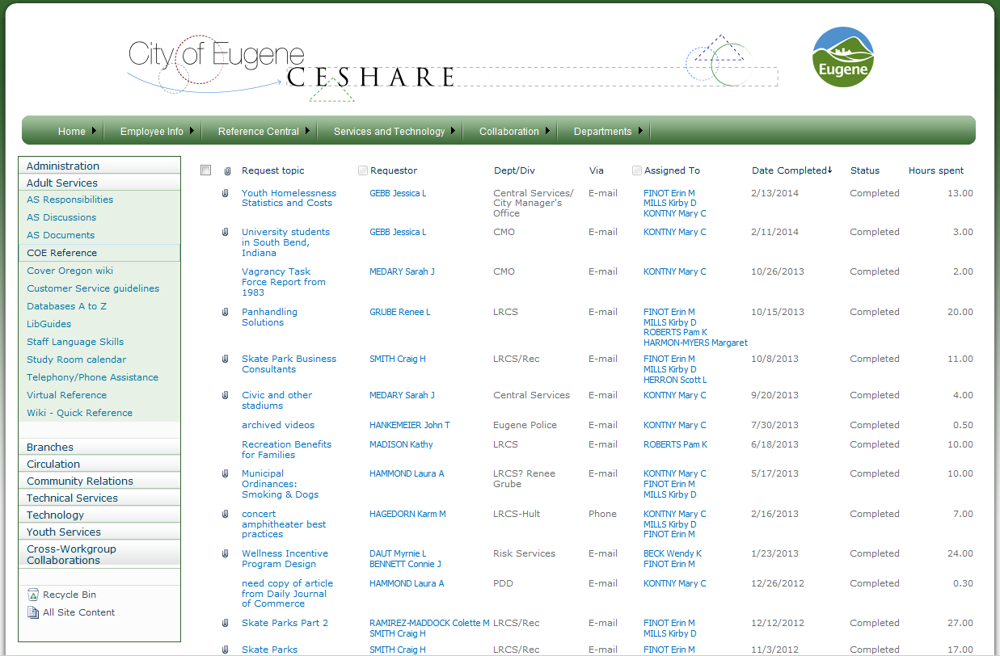 City of Eugene
CESHARE
Eugene
Home Employee Info Reference Central Services and Technology Collaboration Departments
Administration
Adult Services
AS Responsibilities
AS Discussions
AS Documents
COE Reference
Cover Oregon wiki
Customer Service guidelines
Databases A to Z
LibGuides
Staff Language Skills
Study Room calendar
Telephony/Phone Assistance
Virtual Reference
Wiki - Quick Reference
Branches
Circulation
Community Relations
Technical Services
Technology
Youth Services
Cross-Workgroup
Collaborations
Recycle Bin
All Site Content
Request topic Requestor Dept/Div Via Assigned To Date Completed Status Hours spent
Youth Homelessness GEBB Jessica L Central Services/ E-mail FINOT Erin M 2/13/2014 Completed 13.00
Statistics and Costs City Manager's MILLS Kirby D
Office KONTNY Mary C
University students GEBB Jessica L CMO E-mail KONTNY Mary C 2/11/2014 Completed 3.00
in South Bend,
Indiana
Vagrancy Task MEDARY Sarah J CMO E-mail KONTNY Mary C 10/26/2013 Completed 2.00
Force Report from
1983
Panhandling GRUBE Renee L LRCS E-mail FINOT Erin M 10/15/2013 Completed 20.00
Solutions MILLS Kirby D
ROBERTS Pam K
HARMON-MYERS Margaret
Skate Park Business SMITH Craig H LRCS/Rec E-mail FINOT Erin M 10/8/2013 Completed 11.00
Consultants MILLS Kirby D
HERRON Scott L
Civic and other MEDARY Sarah J Central Services E-mail KONTNY Mary C 9/20/2013 Completed 4.00
stadiums
archived videos HANKEMEIER John T Eugene Police E-mail KONTNY Mary C 7/30/2013 Completed 0.50
Recreation Benefits MADISON Kathy LRCS E-mail ROBERTS Pam K 6/18/2013 Completed 10.00
for Families
Municipal HAMMOND Laura A LRCS? Renee E-mail KONTNY Mary C 5/17/2013 Completed 10.00
Ordinances: Grube FINOT Erin M
Smoking & Dogs MILLS Kirby D
concert HAGEDORN Karm M LRCS-Hult Phone KONTNY Mary C 2/16/2013 Completed 7.00
amphitheater best MILLS Kirby D
practices FINOT Erin M
Wellness Incentive DAUT Myrnie L Risk Services E-mail BECK Wendy K 1/23/2013 Completed 24.00
Program Design BENNETT Connie J FINOT Erin M
need copy of article HAMMOND Laura A PDD E-mail KONTNY Mary C 12/26/2012 Completed 0.30
from Daily Journal
of Commerce
Skate Parks Part 2 RAMIREZ-MADDOCK Colette M LRCS/Rec E-mail FINOT Erin M 12/12/2012 Completed 27.00
SMITH Craig H MILLS Kirby D
Skate Parks SMITH Craig H LRCS/Rec E-mail FINOT Erin M 11/3/2012 Completed 17.00